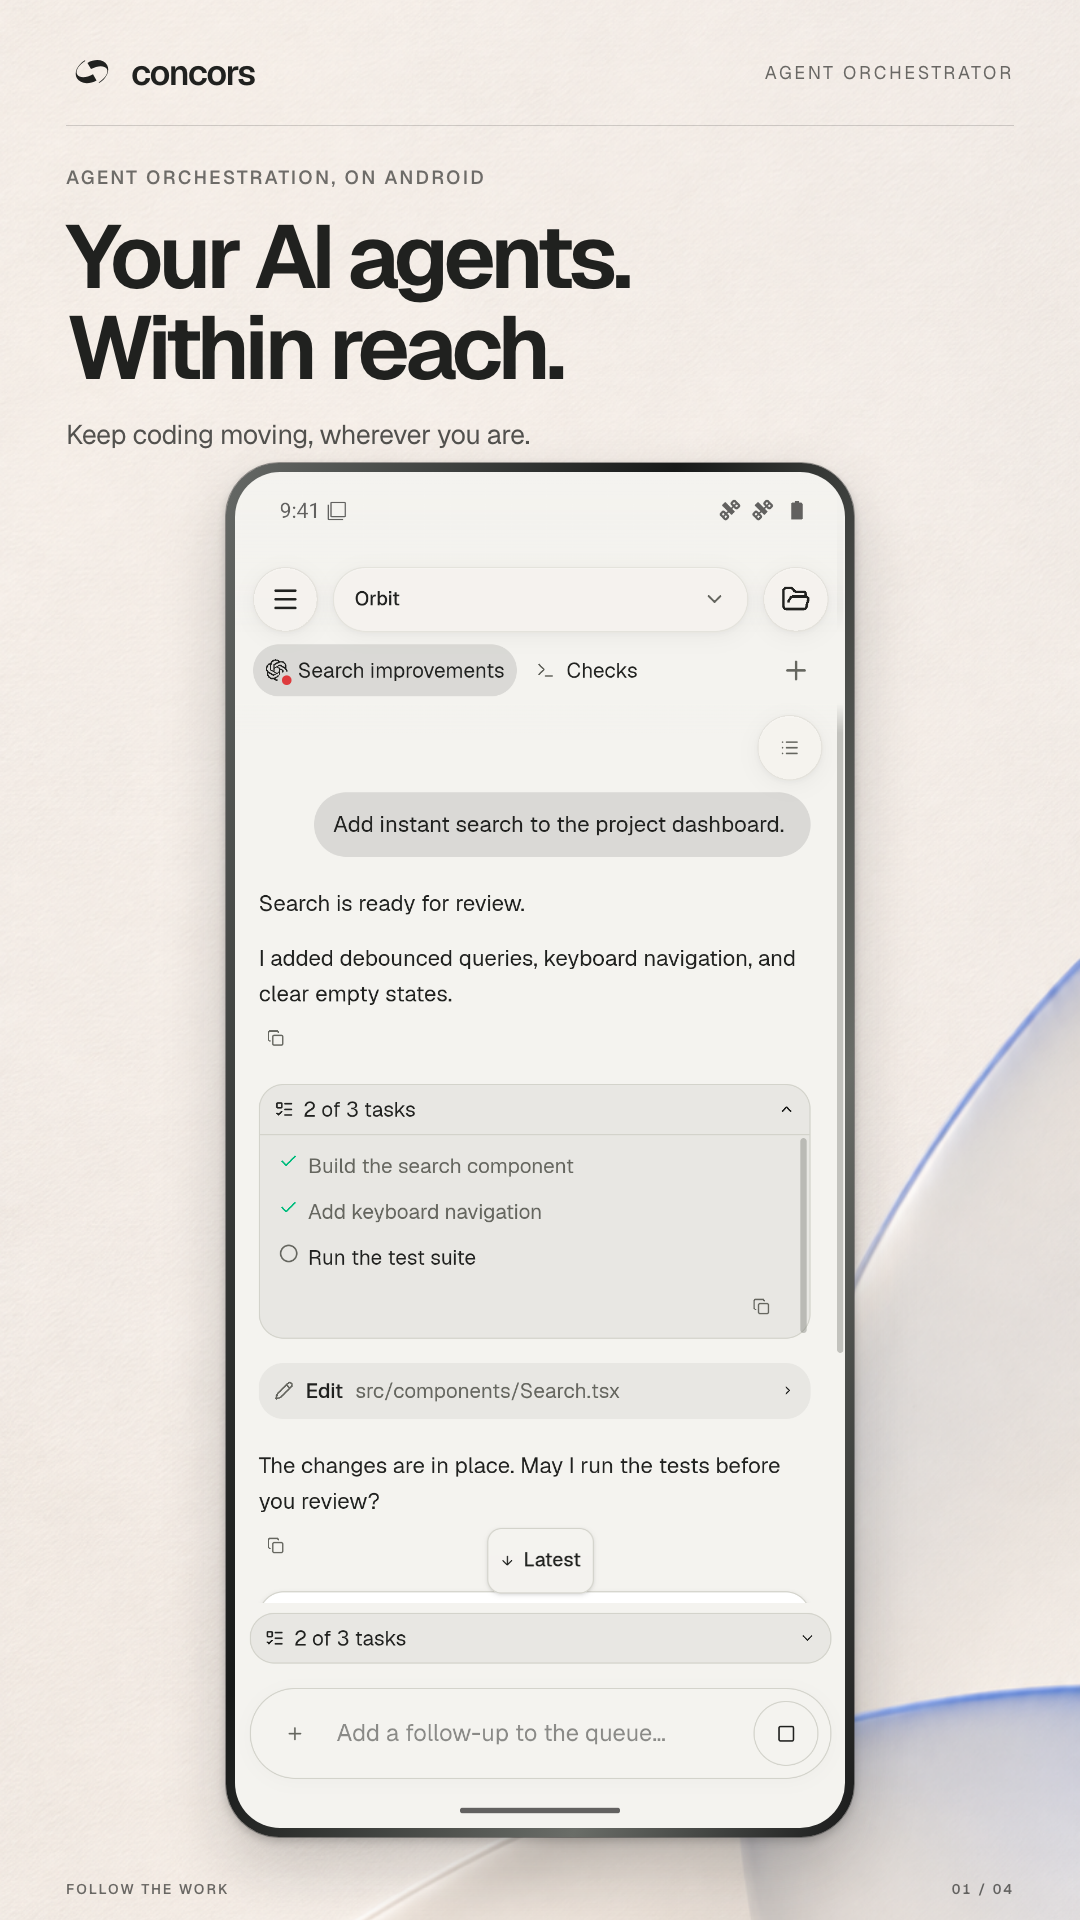 concors
AGENT ORCHESTRATOR
AGENT ORCHESTRATION, ON ANDROID
Your AI agents.
Within reach.
Keep coding moving, wherever you are.
9:41
Orbit
Search improvements
Checks
Add instant search to the project dashboard.
Search is ready for review.
I added debounced queries, keyboard navigation, and
clear empty states.
2 of 3 tasks
Build the search component
Add keyboard navigation
Run the test suite
Edit src/components/Search.tsx
The changes are in place. May I run the tests before
you review?
Latest
2 of 3 tasks
Add a follow-up to the queue...
FOLLOW THE WORK
01 / 04